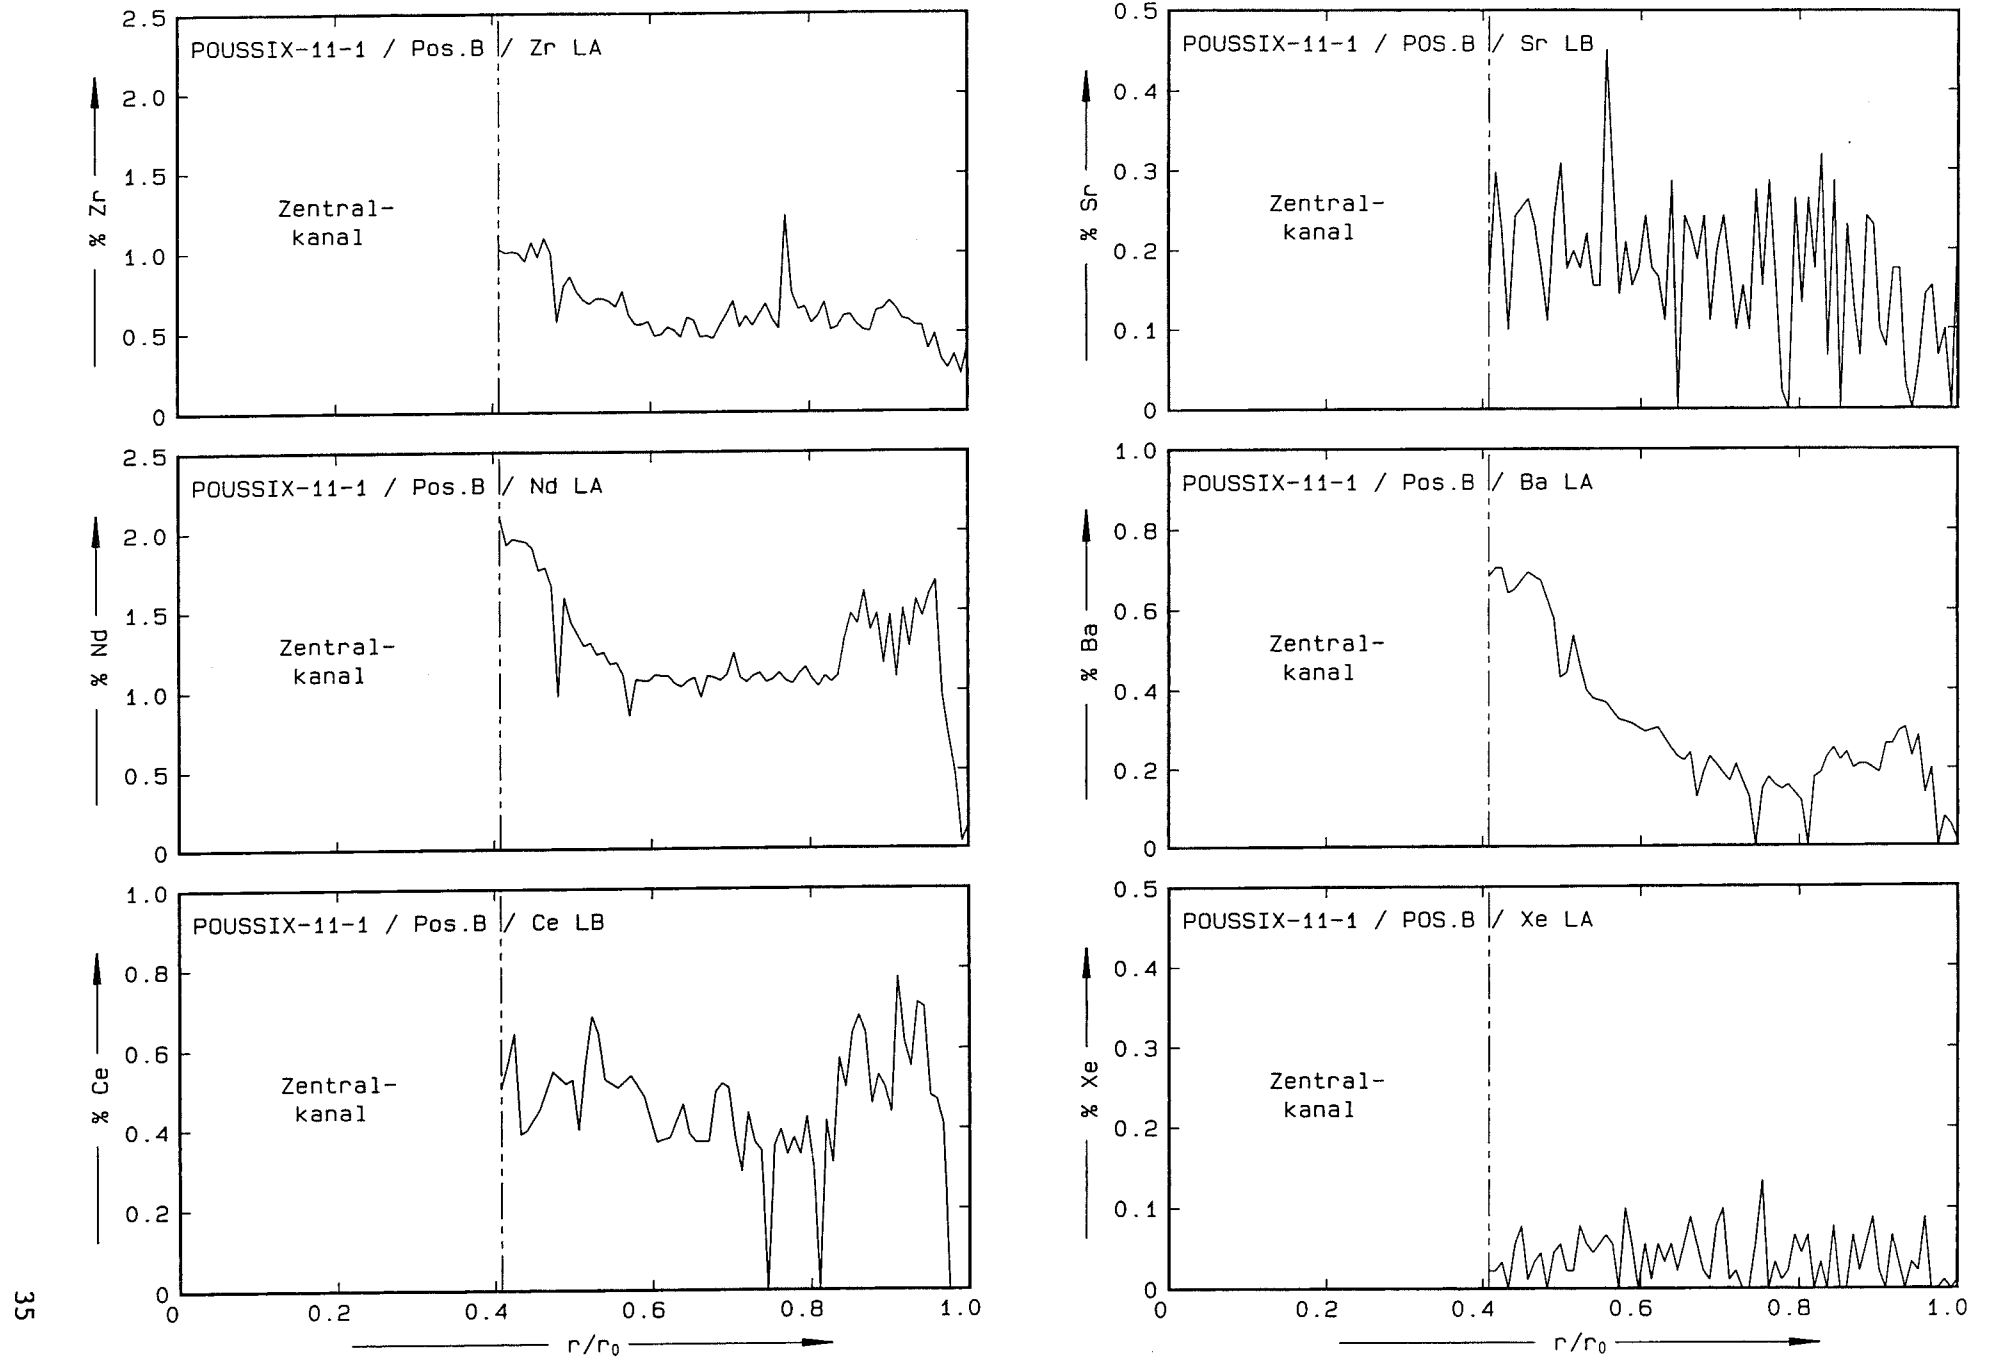 2.5
POUSSIX-11-1 / Pos.B / Zr LA
2.0
1.5
1.0
0.5
0
% Zr
Zentral-
kanal
0.5
POUSSIX-11-1 / POS.B / Sr LB
0.4
0.3
0.2
0.1
0
% Sr
Zentral-
kanal
2.5
POUSSIX-11-1 / Pos.B / Nd LA
2.0
1.5
1.0
0.5
0
% Nd
Zentral-
kanal
1.0
POUSSIX-11-1 / Pos.B / Ba LA
0.8
0.6
0.4
0.2
0
% Ba
Zentral-
kanal
1.0
POUSSIX-11-1 / Pos.B / Ce LB
0.8
0.6
0.4
0.2
0
% Ce
Zentral-
kanal
0 0.2 0.4 0.6 0.8 1.0
r/r₀
0.5
POUSSIX-11-1 / POS.B / Xe LA
0.4
0.3
0.2
0.1
0
% Xe
Zentral-
kanal
0 0.2 0.4 0.6 0.8 1.0
r/r₀
35